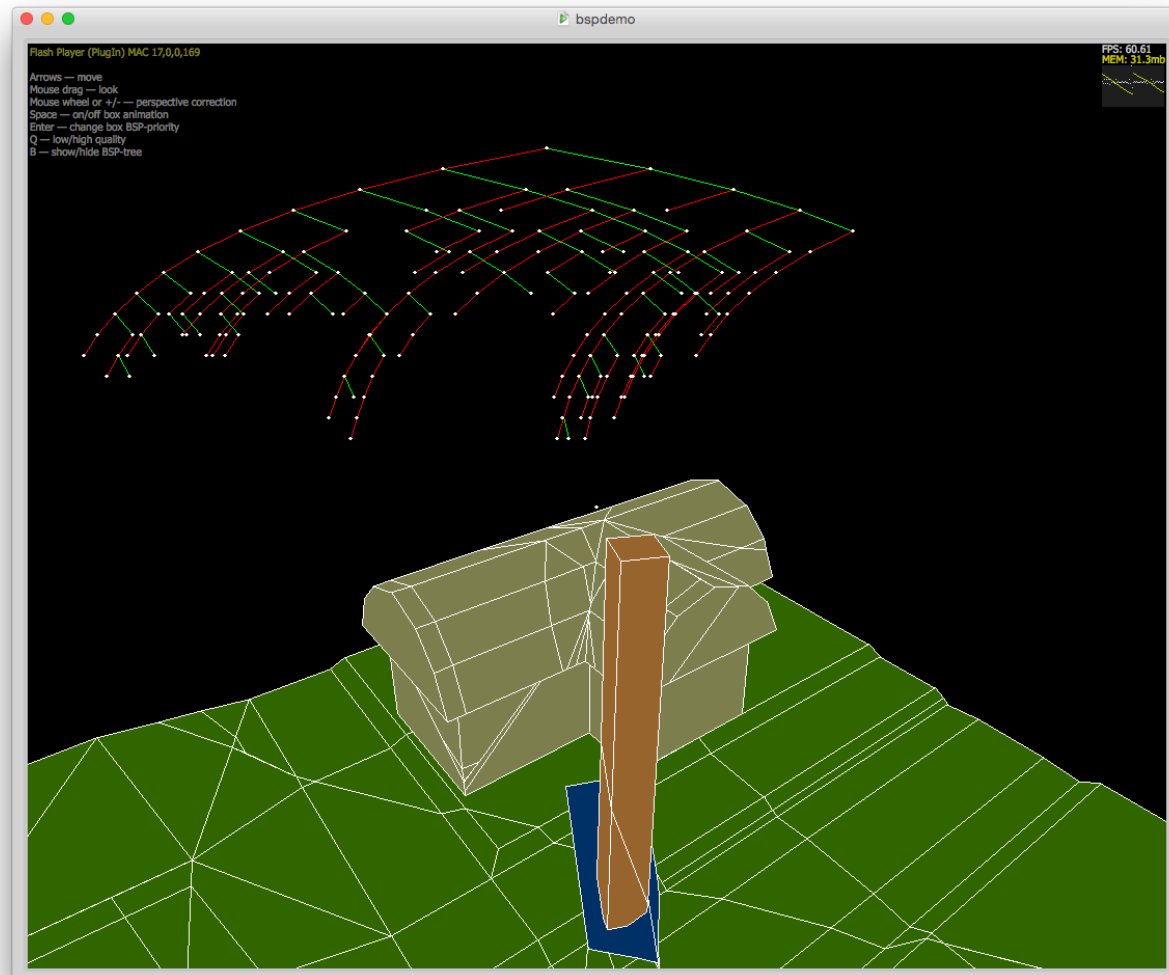 bspdemo
Flash Player (PlugIn) MAC 17,0,0,169
Arrows — move
Mouse drag — look
Mouse wheel or +/- — perspective correction
Space — on/off box animation
Enter — change box BSP-priority
Q — low/high quality
B — show/hide BSP-tree
FPS: 60.61
MEM: 31.3mb